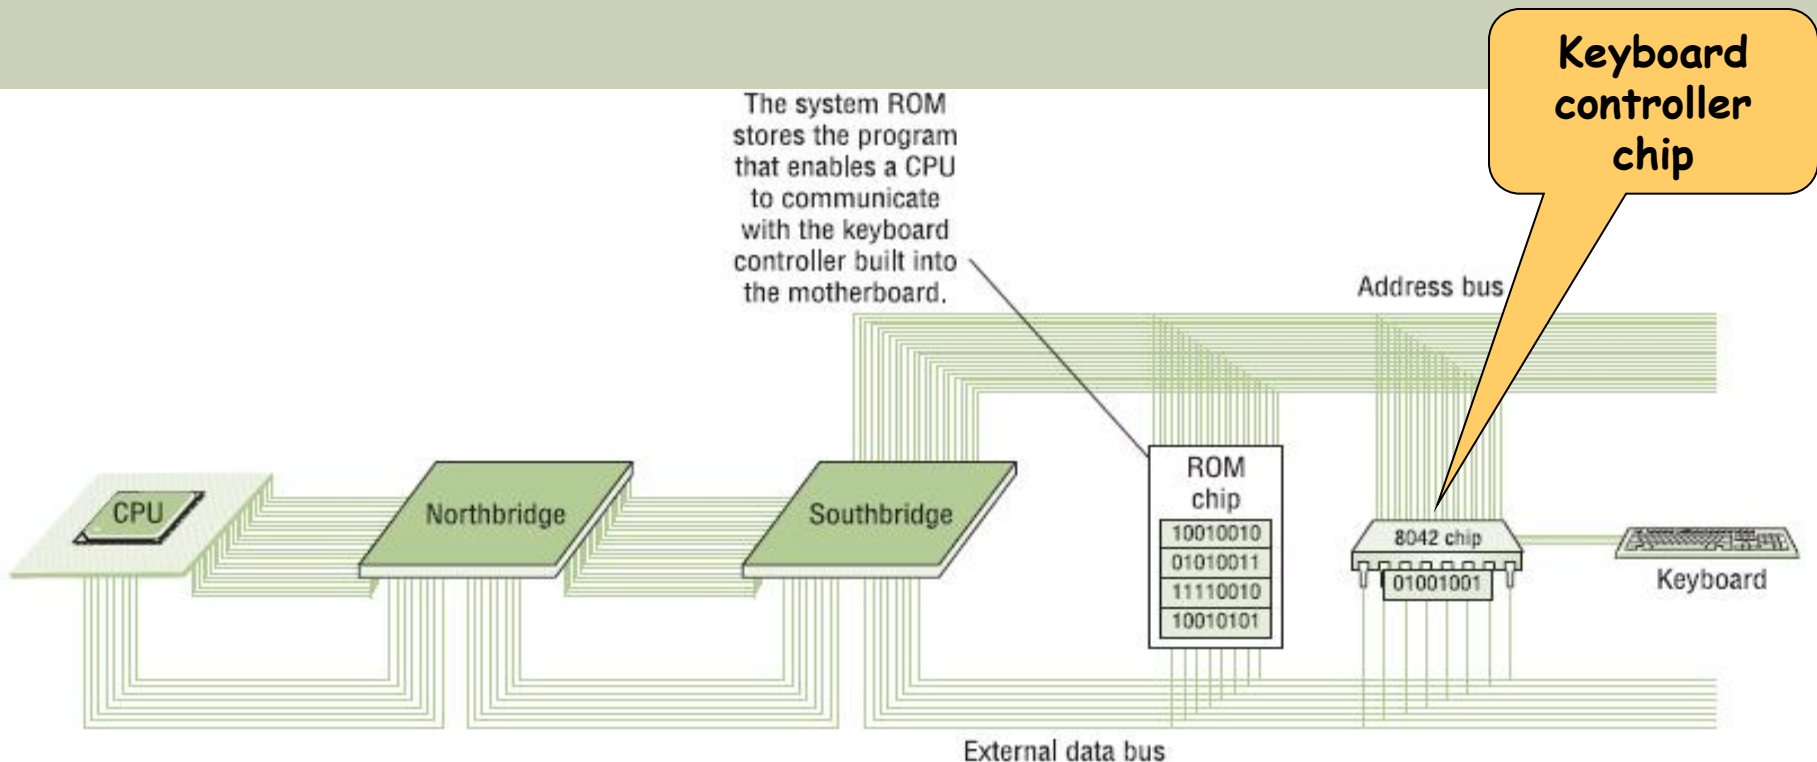 Keyboard
controller
chip
The system ROM
stores the program
that enables a CPU
to communicate
with the keyboard
controller built into
the motherboard.
Address bus
CPU
Northbridge
Southbridge
ROM
chip
10010010
01010011
11110010
10010101
8042 chip
01001001
Keyboard
External data bus